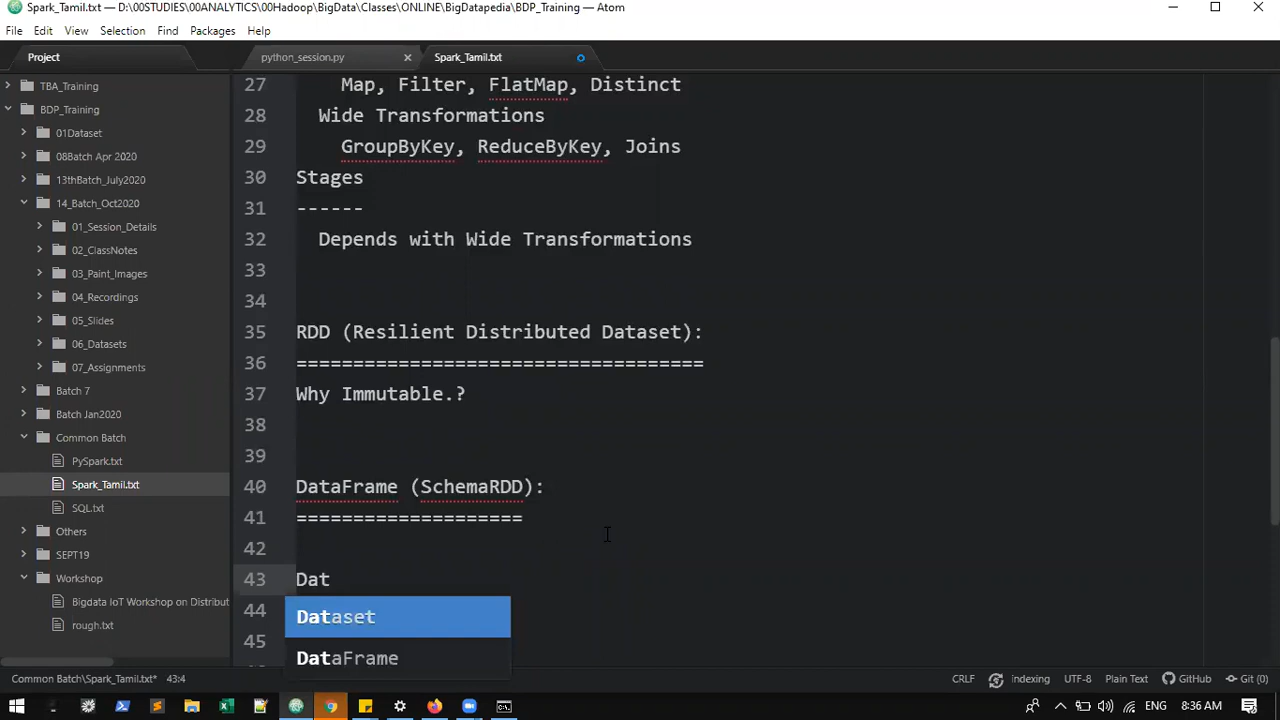 Spark_Tamil.txt — D:\00STUDIES\00ANALYTICS\00Hadoop\BigData\Classes\ONLINE\BigDatapedia\BDP_Training — Atom
File Edit View Selection Find Packages Help
Project
python_session.py
Spark_Tamil.txt
TBA_Training
BDP_Training
01Dataset
08Batch Apr 2020
13thBatch_July2020
14_Batch_Oct2020
01_Session_Details
02_ClassNotes
03_Paint_Images
04_Recordings
05_Slides
06_Datasets
07_Assignments
Batch 7
Batch Jan2020
Common Batch
PySpark.txt
Spark_Tamil.txt
SQL.txt
Others
SEPT19
Workshop
Bigdata IoT Workshop on Distribut
rough.txt
27 Map, Filter, FlatMap, Distinct
28 Wide Transformations
29 GroupByKey, ReduceByKey, Joins
30 Stages
31 ------
32 Depends with Wide Transformations
33
34
35 RDD (Resilient Distributed Dataset):
36 ====================================
37 Why Immutable.?
38
39
40 DataFrame (SchemaRDD):
41 ====================
42
43 Dat
44 Dataset
45 DataFrame
Common Batch\Spark_Tamil.txt* 43:4 CRLF Indexing UTF-8 Plain Text GitHub Git (0)
ENG 8:36 AM